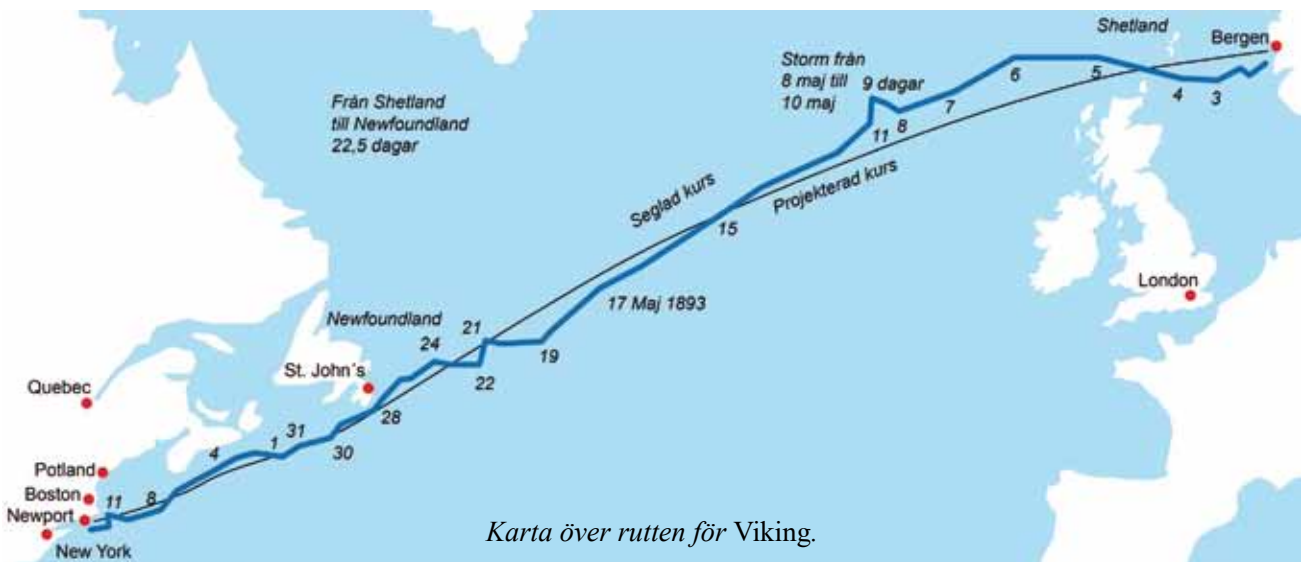 Shetland
Bergen
Storm från
8 maj till
10 maj
9 dagar
6
5
4
3
7
8
11
Från Shetland
till Newfoundland
22,5 dagar
Seglad kurs
Projekterad kurs
15
17 Maj 1893
London
Newfoundland
21
24
19
22
St. John´s
28
Quebec
31
30
1
4
Potland
Boston
11
8
Newport
New York
Karta över rutten för Viking.